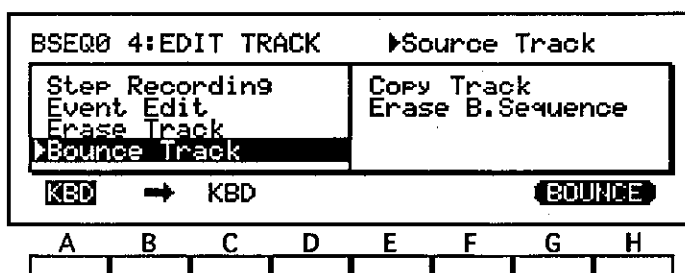 BSEQ0 4:EDIT TRACK ▶Source Track
Step Recording
Event Edit
Erase Track
▶Bounce Track
Copy Track
Erase B.Sequence
KBD ➡ KBD BOUNCE
A B C D E F G H